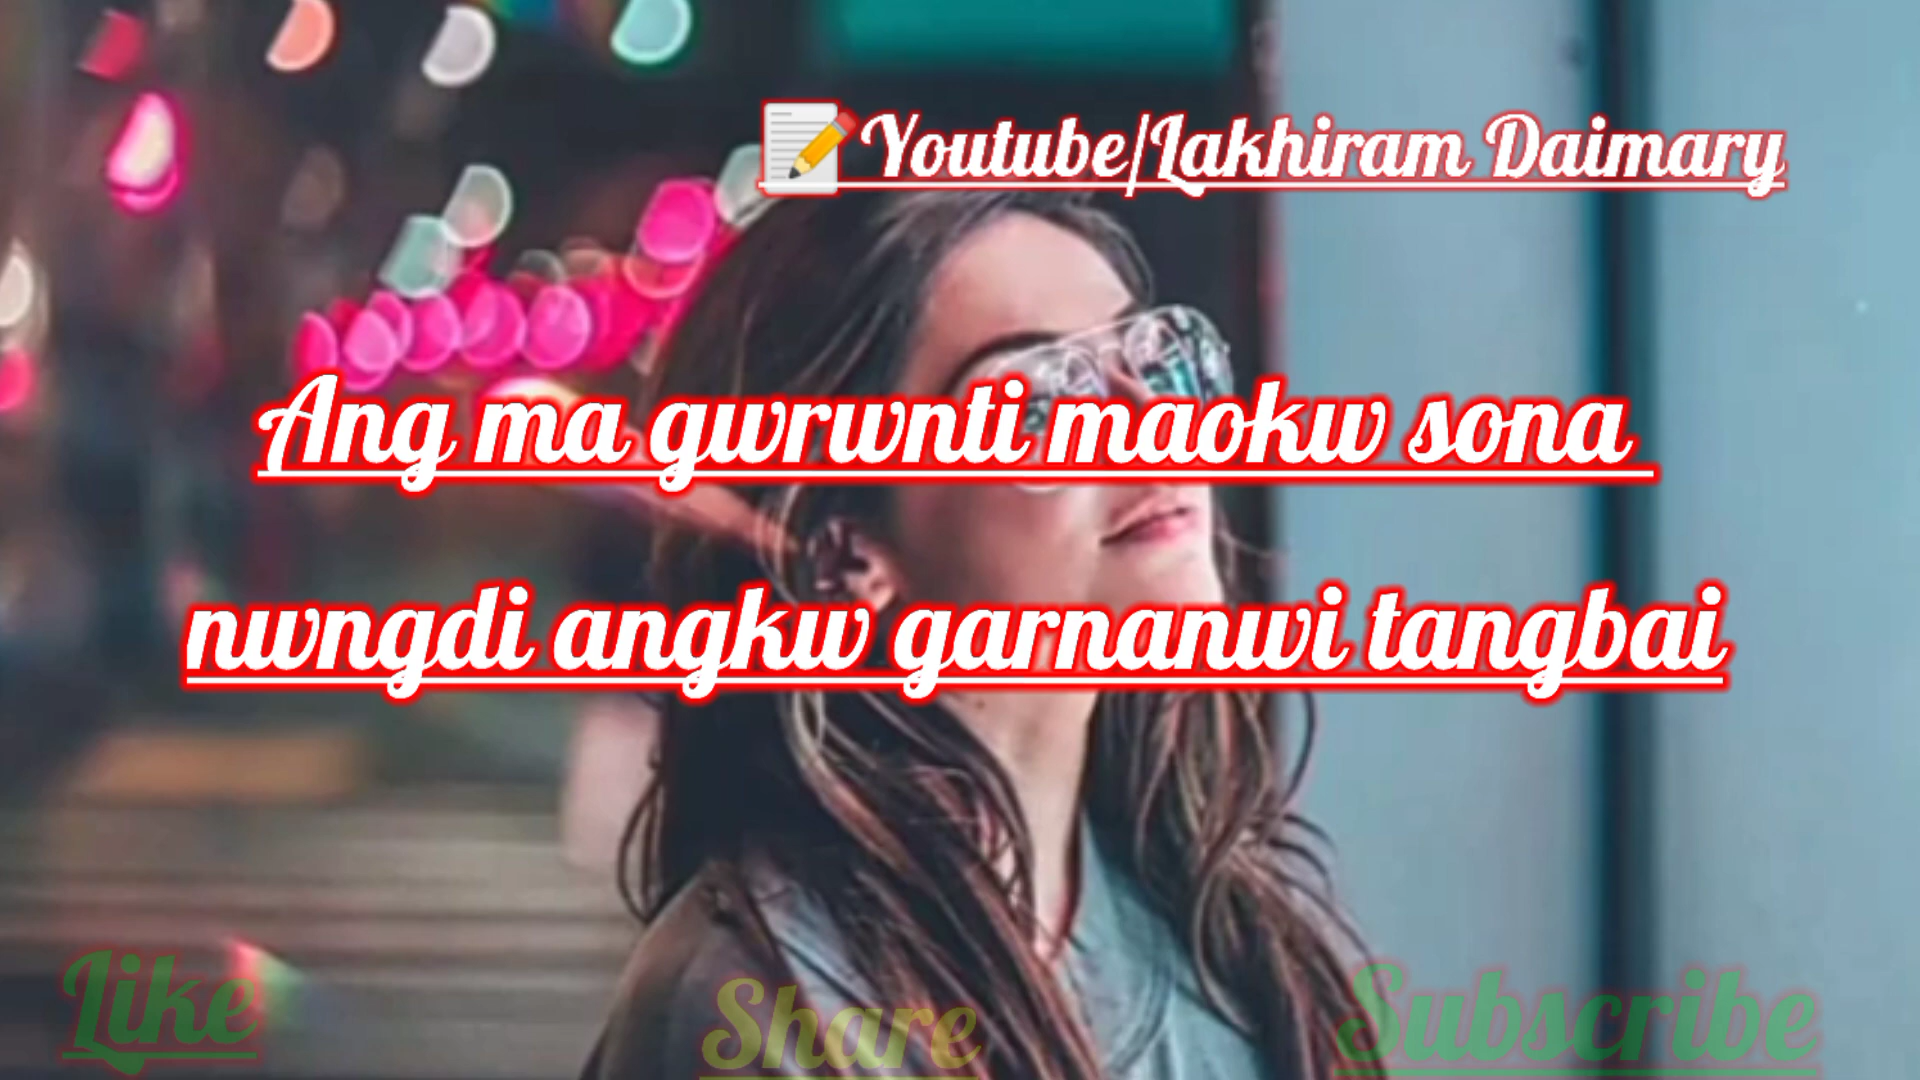 📝Youtube/Lakhiram Daimary
Ang ma gwrwnti maokw sona
nwngdi angkw garnanwi tangbai
Like Share Subscribe